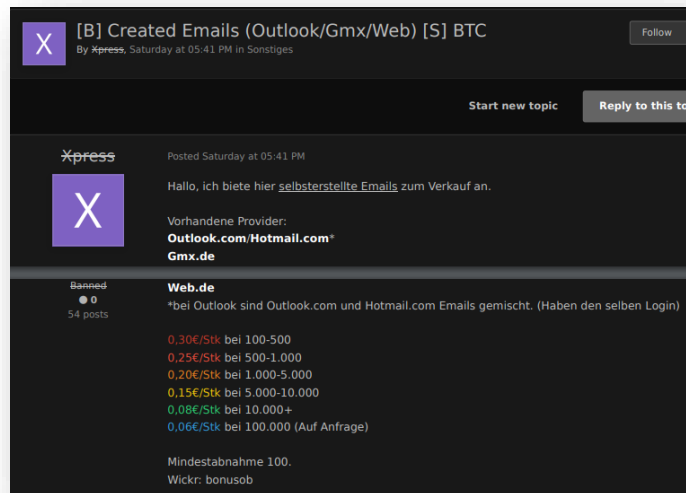 X
[B] Created Emails (Outlook/Gmx/Web) [S] BTC
Follow
By Xpress, Saturday at 05:41 PM in Sonstiges
Start new topic
Reply to this to
Xpress
X
Posted Saturday at 05:41 PM
Hallo, ich biete hier selbsterstellte Emails zum Verkauf an.
Vorhandene Provider:
Outlook.com/Hotmail.com*
Gmx.de
Banned
0
54 posts
Web.de
*bei Outlook sind Outlook.com und Hotmail.com Emails gemischt. (Haben den selben Login)
0,30€/Stk bei 100-500
0,25€/Stk bei 500-1.000
0,20€/Stk bei 1.000-5.000
0,15€/Stk bei 5.000-10.000
0,08€/Stk bei 10.000+
0,06€/Stk bei 100.000 (Auf Anfrage)
Mindestabnahme 100.
Wickr: bonusob